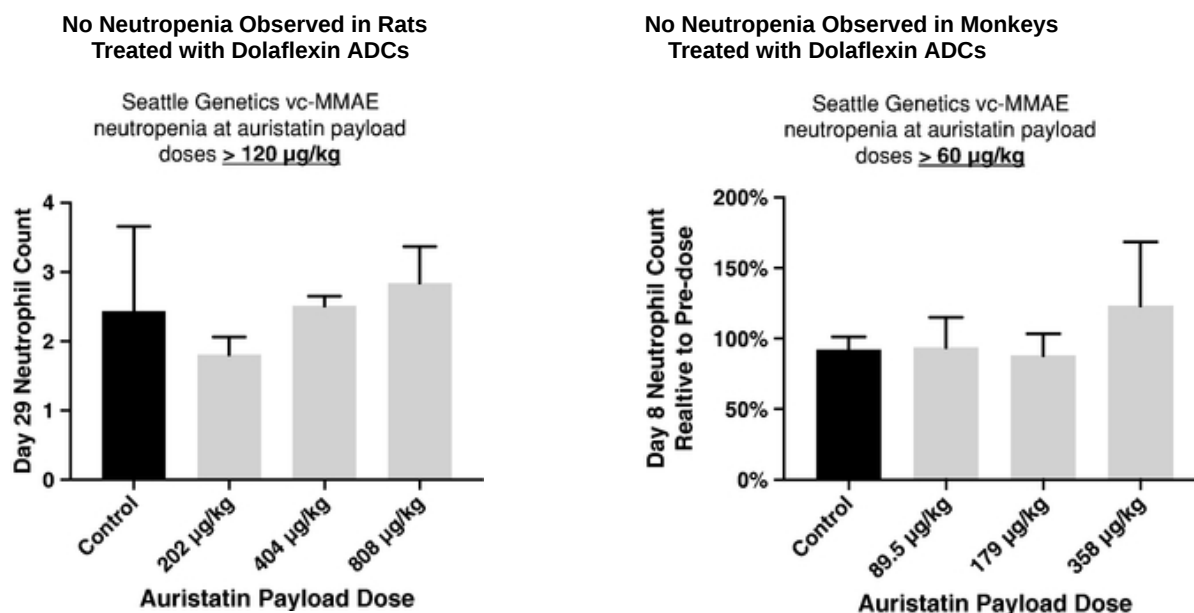 No Neutropenia Observed in Rats
Treated with Dolaflexin ADCs
Seattle Genetics vc-MMAE
neutropenia at auristatin payload
doses > 120 µg/kg
Day 29 Neutrophil Count
4
3
2
1
0
Control
202 µg/kg
404 µg/kg
808 µg/kg
Auristatin Payload Dose
No Neutropenia Observed in Monkeys
Treated with Dolaflexin ADCs
Seattle Genetics vc-MMAE
neutropenia at auristatin payload
doses > 60 µg/kg
Day 8 Neutrophil Count
Realtive to Pre-dose
200%
150%
100%
50%
0%
Control
89.5 µg/kg
179 µg/kg
358 µg/kg
Auristatin Payload Dose